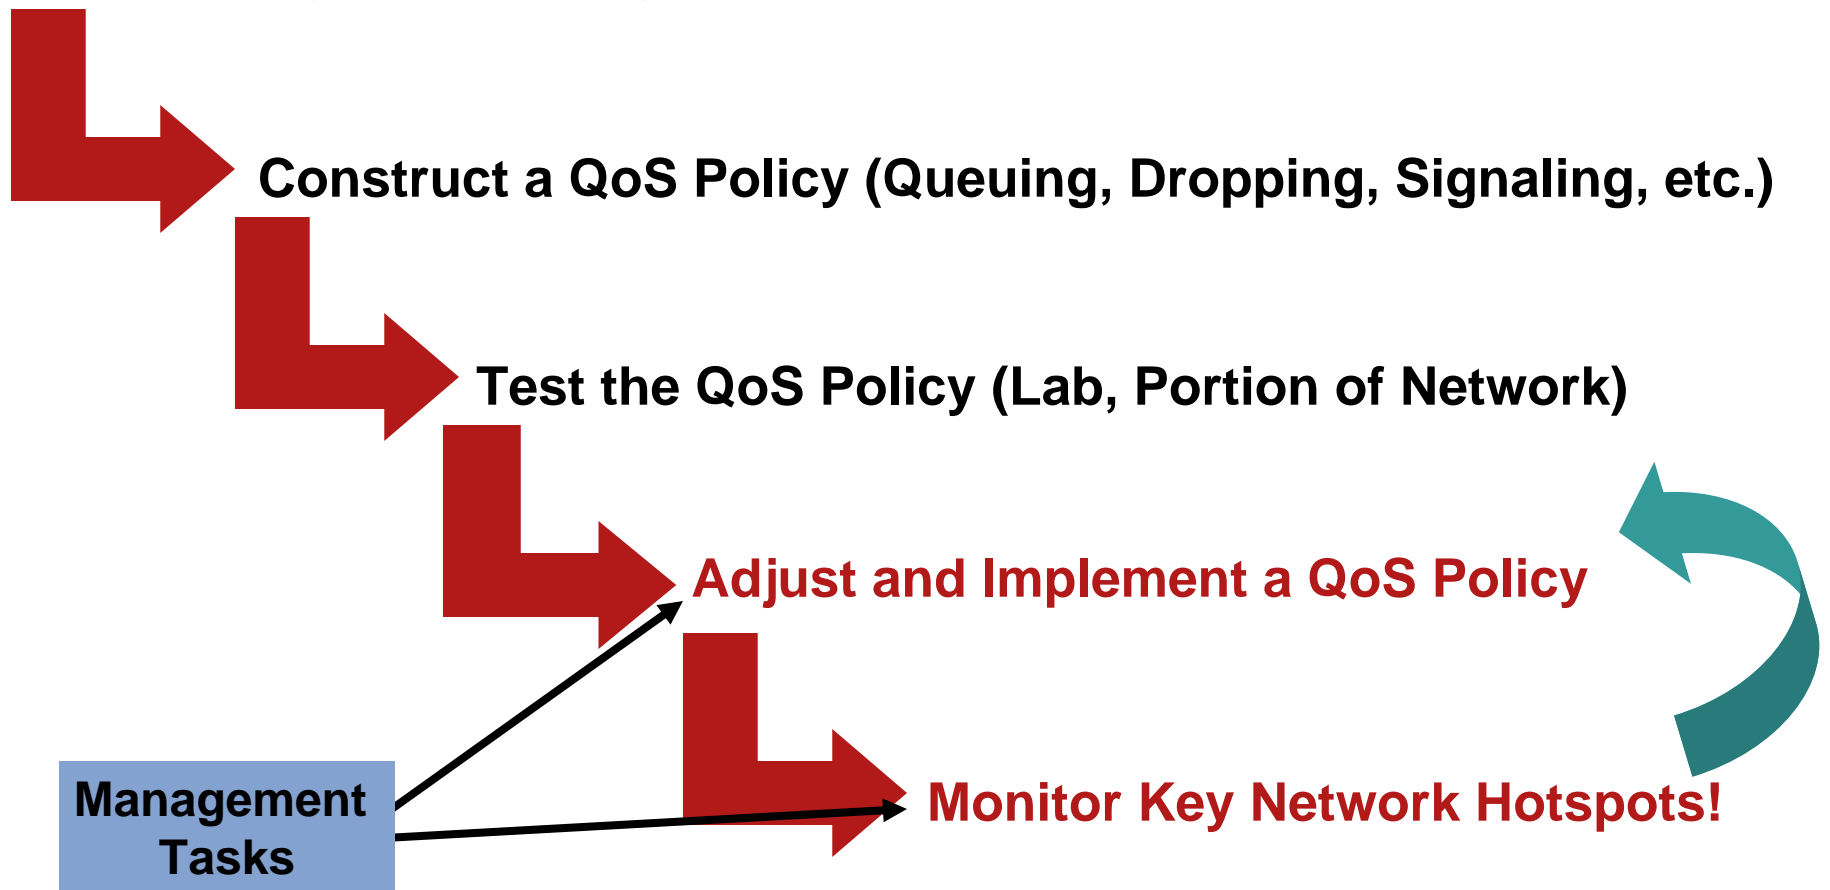 Construct a QoS Policy (Queuing, Dropping, Signaling, etc.)
Test the QoS Policy (Lab, Portion of Network)
Adjust and Implement a QoS Policy
Monitor Key Network Hotspots!
Management
Tasks